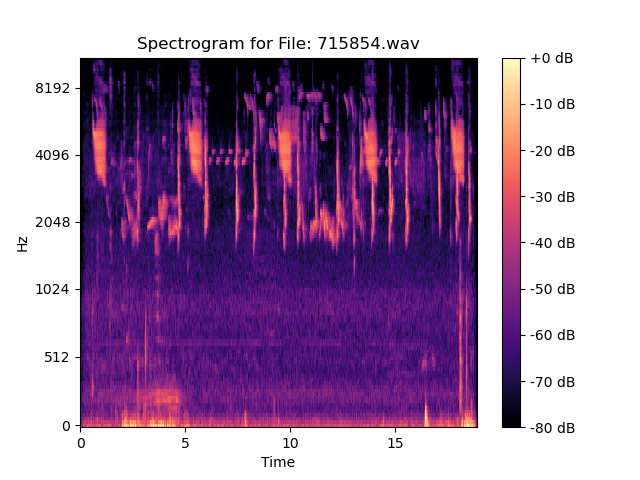 Spectrogram for File: 715854.wav
8192
4096
2048
1024
512
0
Hz
0 5 10 15
Time
+0 dB
-10 dB
-20 dB
-30 dB
-40 dB
-50 dB
-60 dB
-70 dB
-80 dB